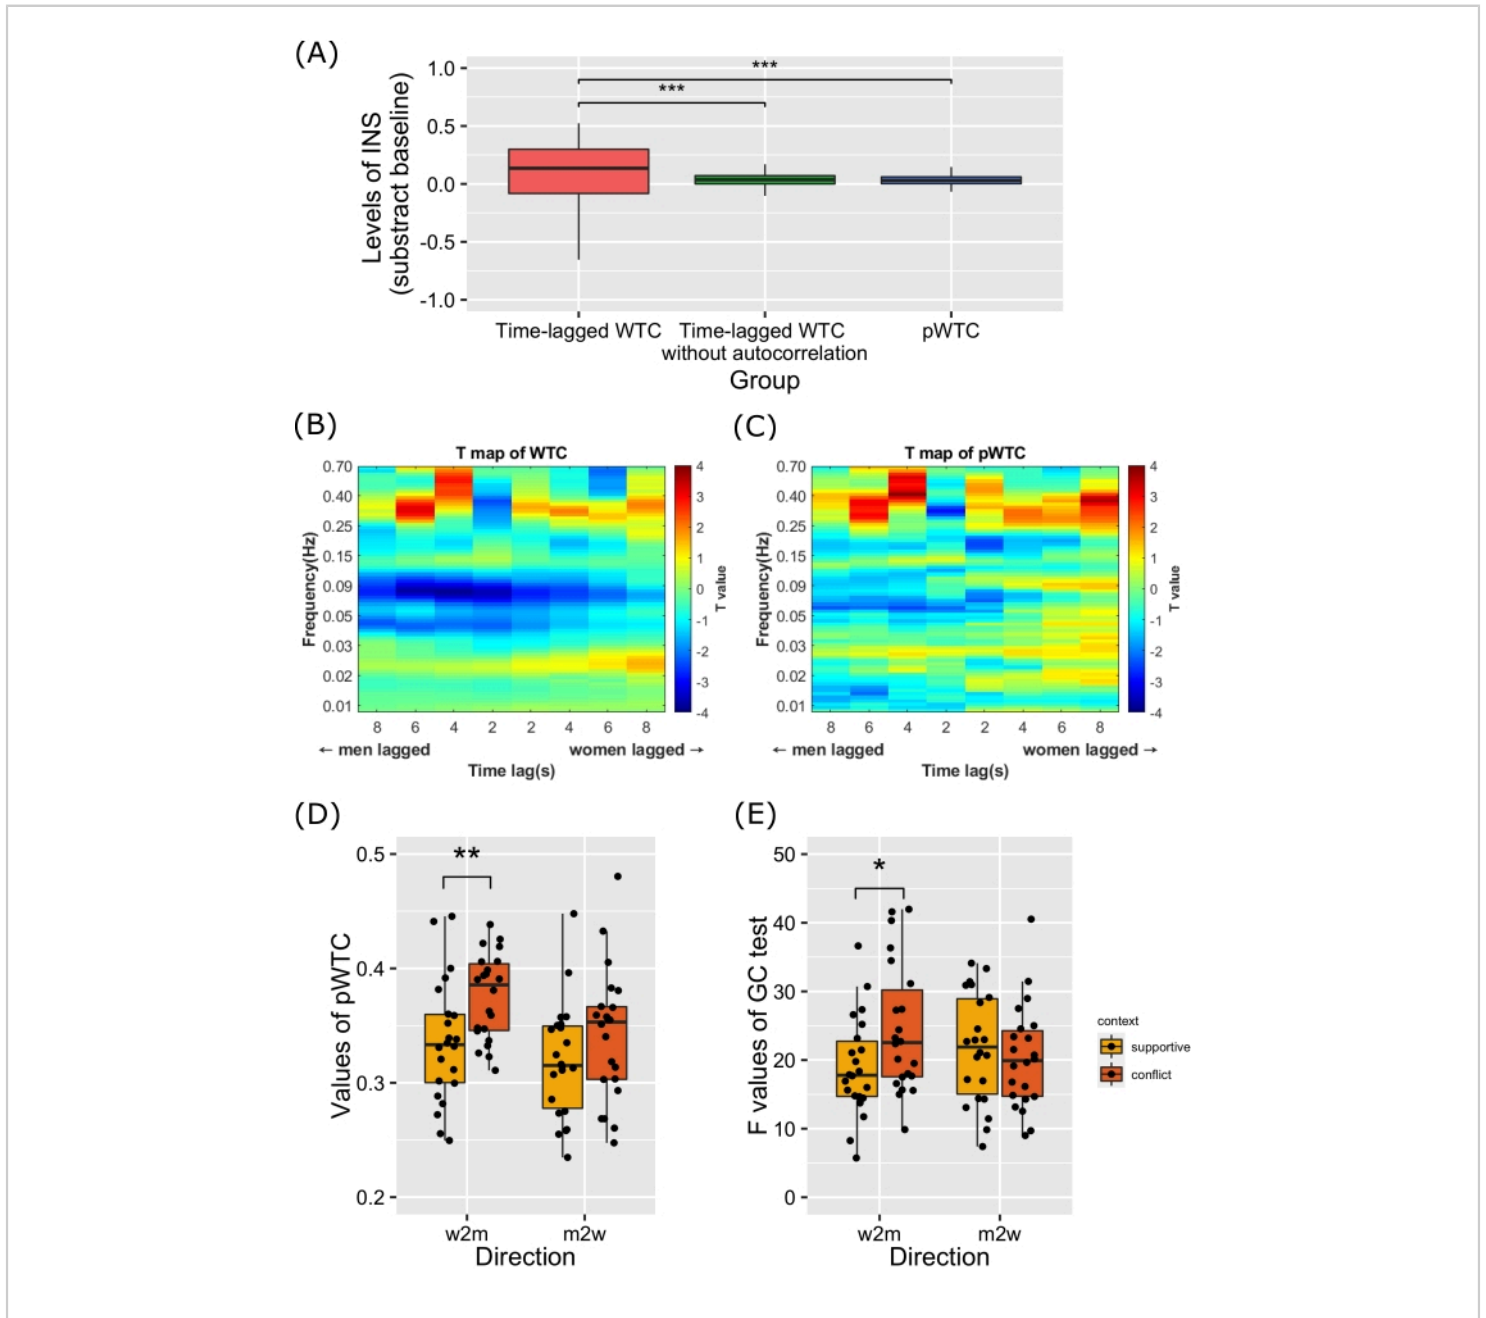 (A)
Levels of INS
(substract baseline)
1.0
0.5
0.0
-0.5
-1.0
***
***
Time-lagged WTC
Time-lagged WTC
without autocorrelation
pWTC
Group
(B)
T map of WTC
Frequency(Hz)
0.70
0.40
0.25
0.15
0.09
0.05
0.03
0.02
0.01
8 6 4 2 2 4 6 8
← men lagged
women lagged →
Time lag(s)
4
3
2
1
0
-1
-2
-3
-4
T value
(C)
T map of pWTC
Frequency(Hz)
0.70
0.40
0.25
0.15
0.09
0.05
0.03
0.02
0.01
8 6 4 2 2 4 6 8
← men lagged
women lagged →
Time lag(s)
4
3
2
1
0
-1
-2
-3
-4
T value
(D)
Values of pWTC
0.5
0.4
0.3
0.2
**
w2m
m2w
Direction
(E)
F values of GC test
50
40
30
20
10
0
*
w2m
m2w
Direction
context
supportive
conflict